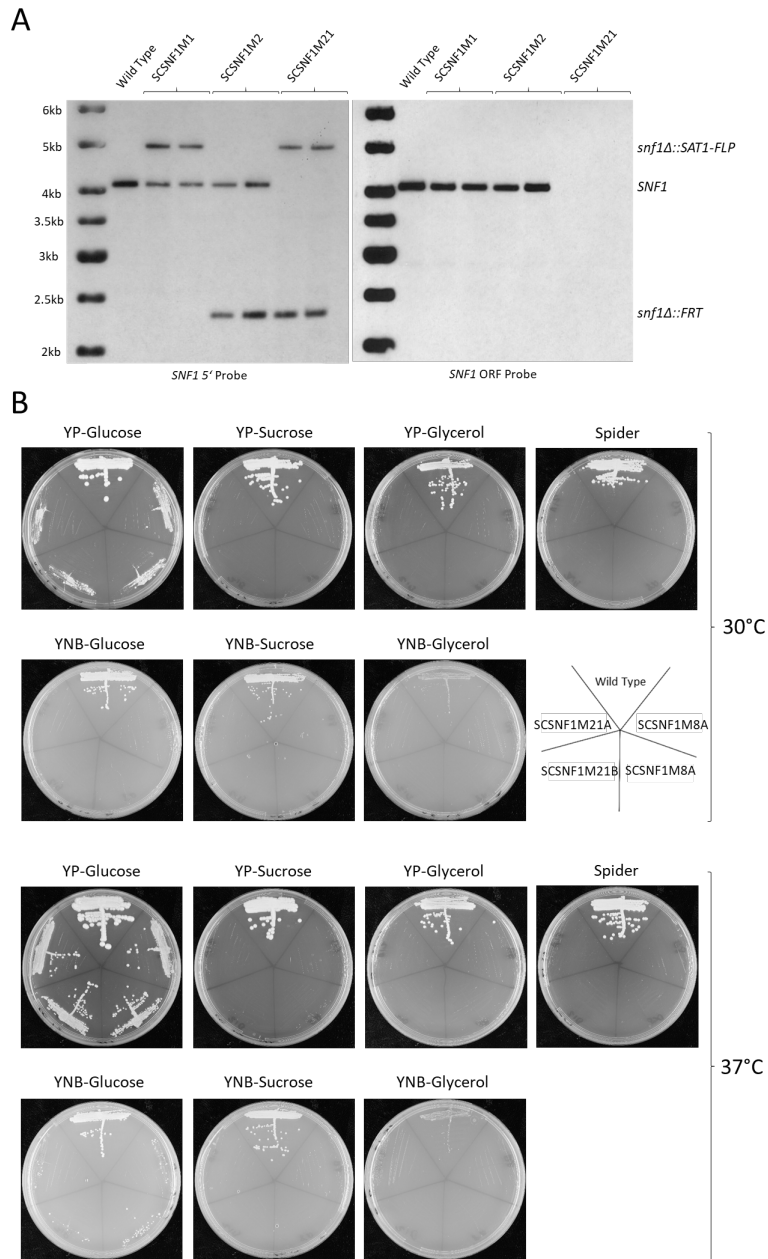 A
Wild Type
SCSNF1M1
SCSNF1M2
SCSNF1M21
Wild Type
SCSNF1M1
SCSNF1M2
SCSNF1M21
6kb
5kb
4kb
3.5kb
3kb
2.5kb
2kb
snf1Δ::SAT1-FLP
SNF1
snf1Δ::FRT
SNF1 5' Probe
SNF1 ORF Probe
B
YP-Glucose
YP-Sucrose
YP-Glycerol
Spider
30°C
YNB-Glucose
YNB-Sucrose
YNB-Glycerol
Wild Type
SCSNF1M21A
SCSNF1M8A
SCSNF1M21B
SCSNF1M8A
YP-Glucose
YP-Sucrose
YP-Glycerol
Spider
37°C
YNB-Glucose
YNB-Sucrose
YNB-Glycerol